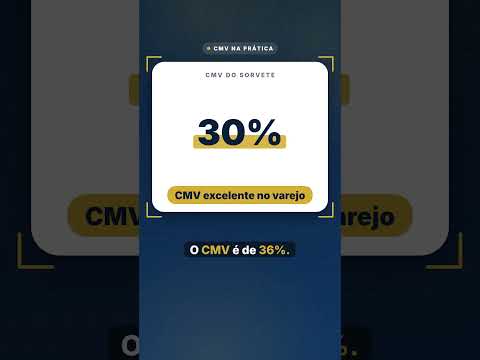 CMV NA PRÁTICA
CMV DO SORVETE
30%
CMV excelente no varejo
O CMV é de 36%.